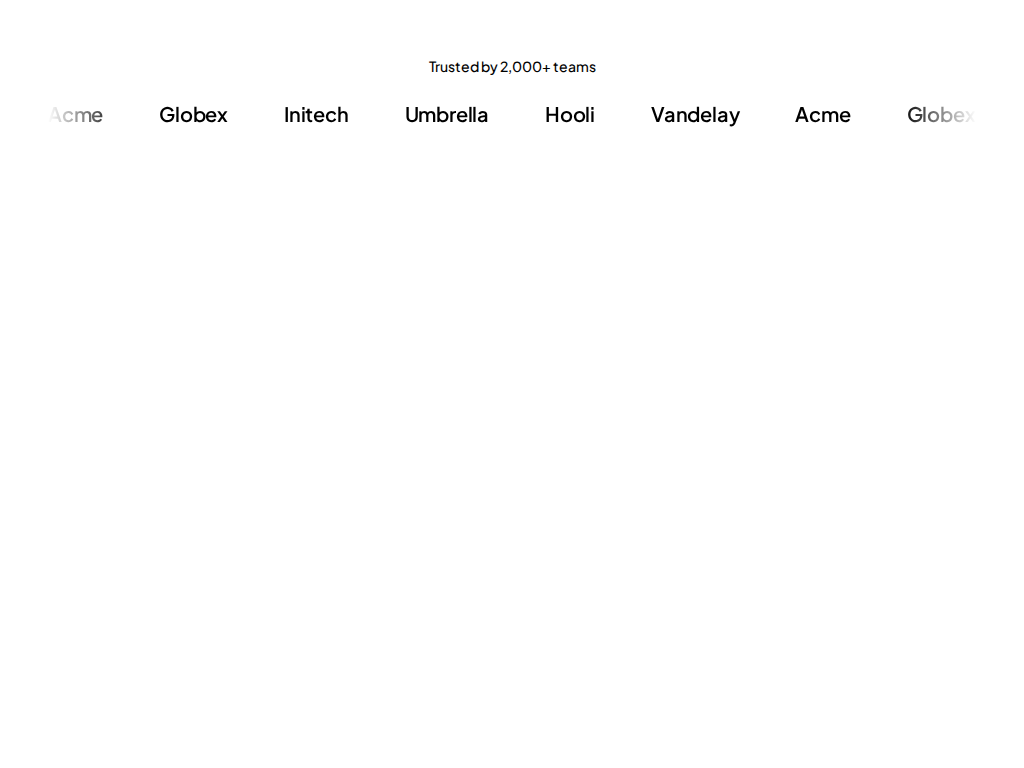 Trusted by 2,000+ teams
Acme Globex Initech Umbrella Hooli Vandelay Acme Globex